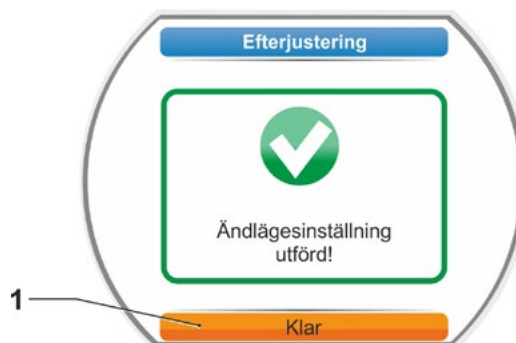 Efterjustering
Ändlägesinställning
utförd!
1
Klar